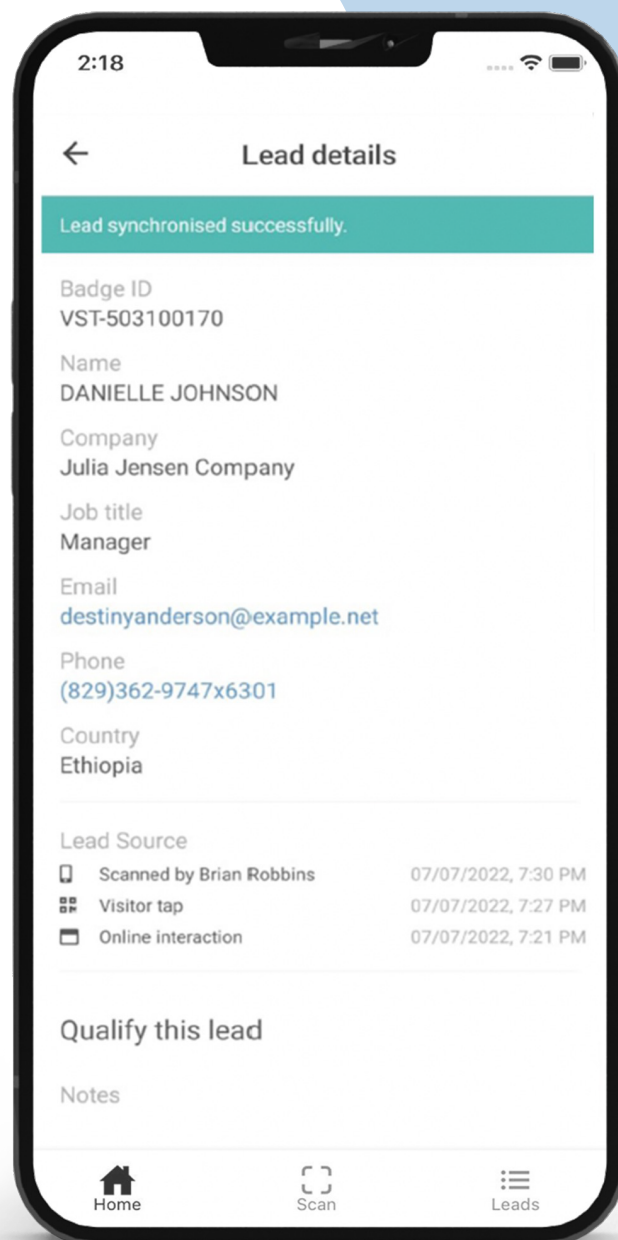 2:18
Lead details
Lead synchronised successfully.
Badge ID
VST-503100170
Name
DANIELLE JOHNSON
Company
Julia Jensen Company
Job title
Manager
Email
destinyanderson@example.net
Phone
(829)362-9747x6301
Country
Ethiopia
Lead Source
Scanned by Brian Robbins 07/07/2022, 7:30 PM
Visitor tap 07/07/2022, 7:27 PM
Online interaction 07/07/2022, 7:21 PM
Qualify this lead
Notes
Home Scan Leads